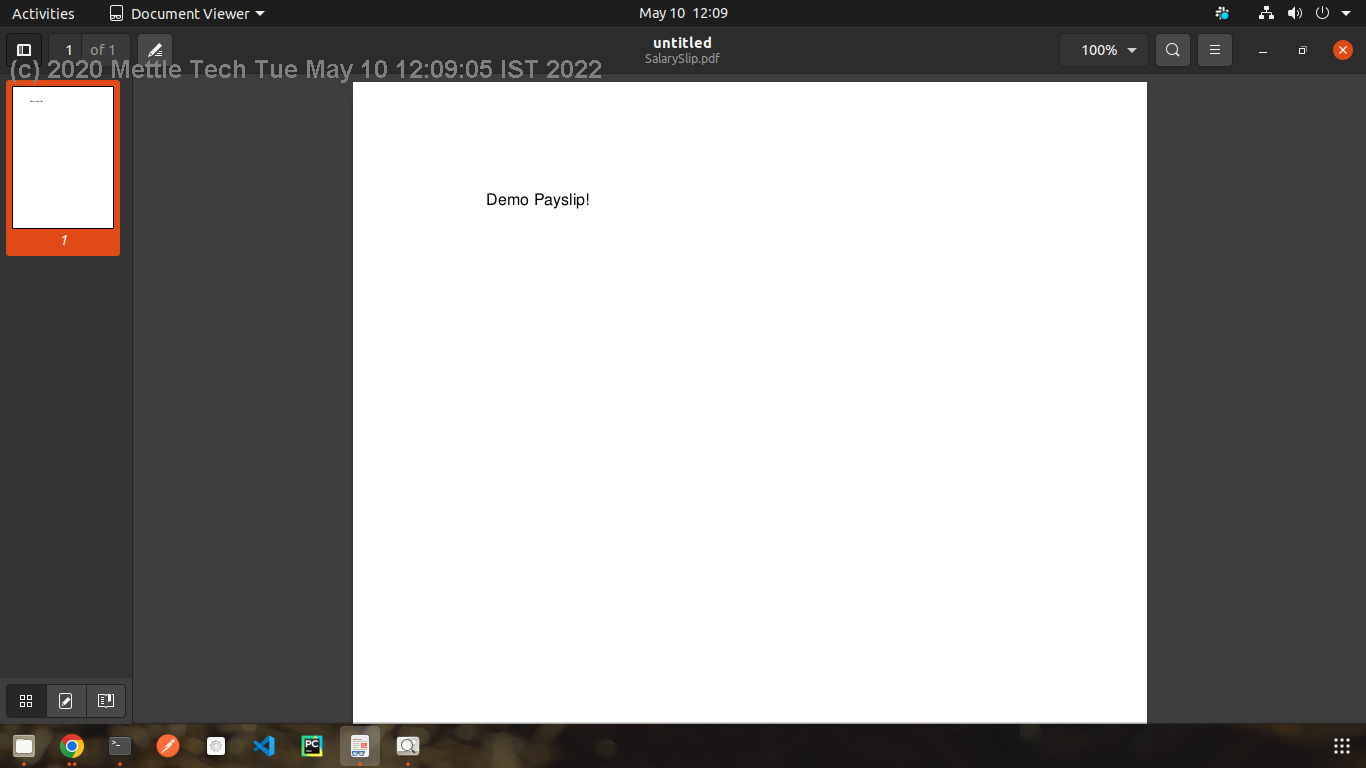 Activities
Document Viewer
May 10 12:09
1 of 1
untitled
SalarySlip.pdf
100%
(c) 2020 Mettle Tech Tue May 10 12:09:05 IST 2022
Demo Payslip!
1
>_
PC